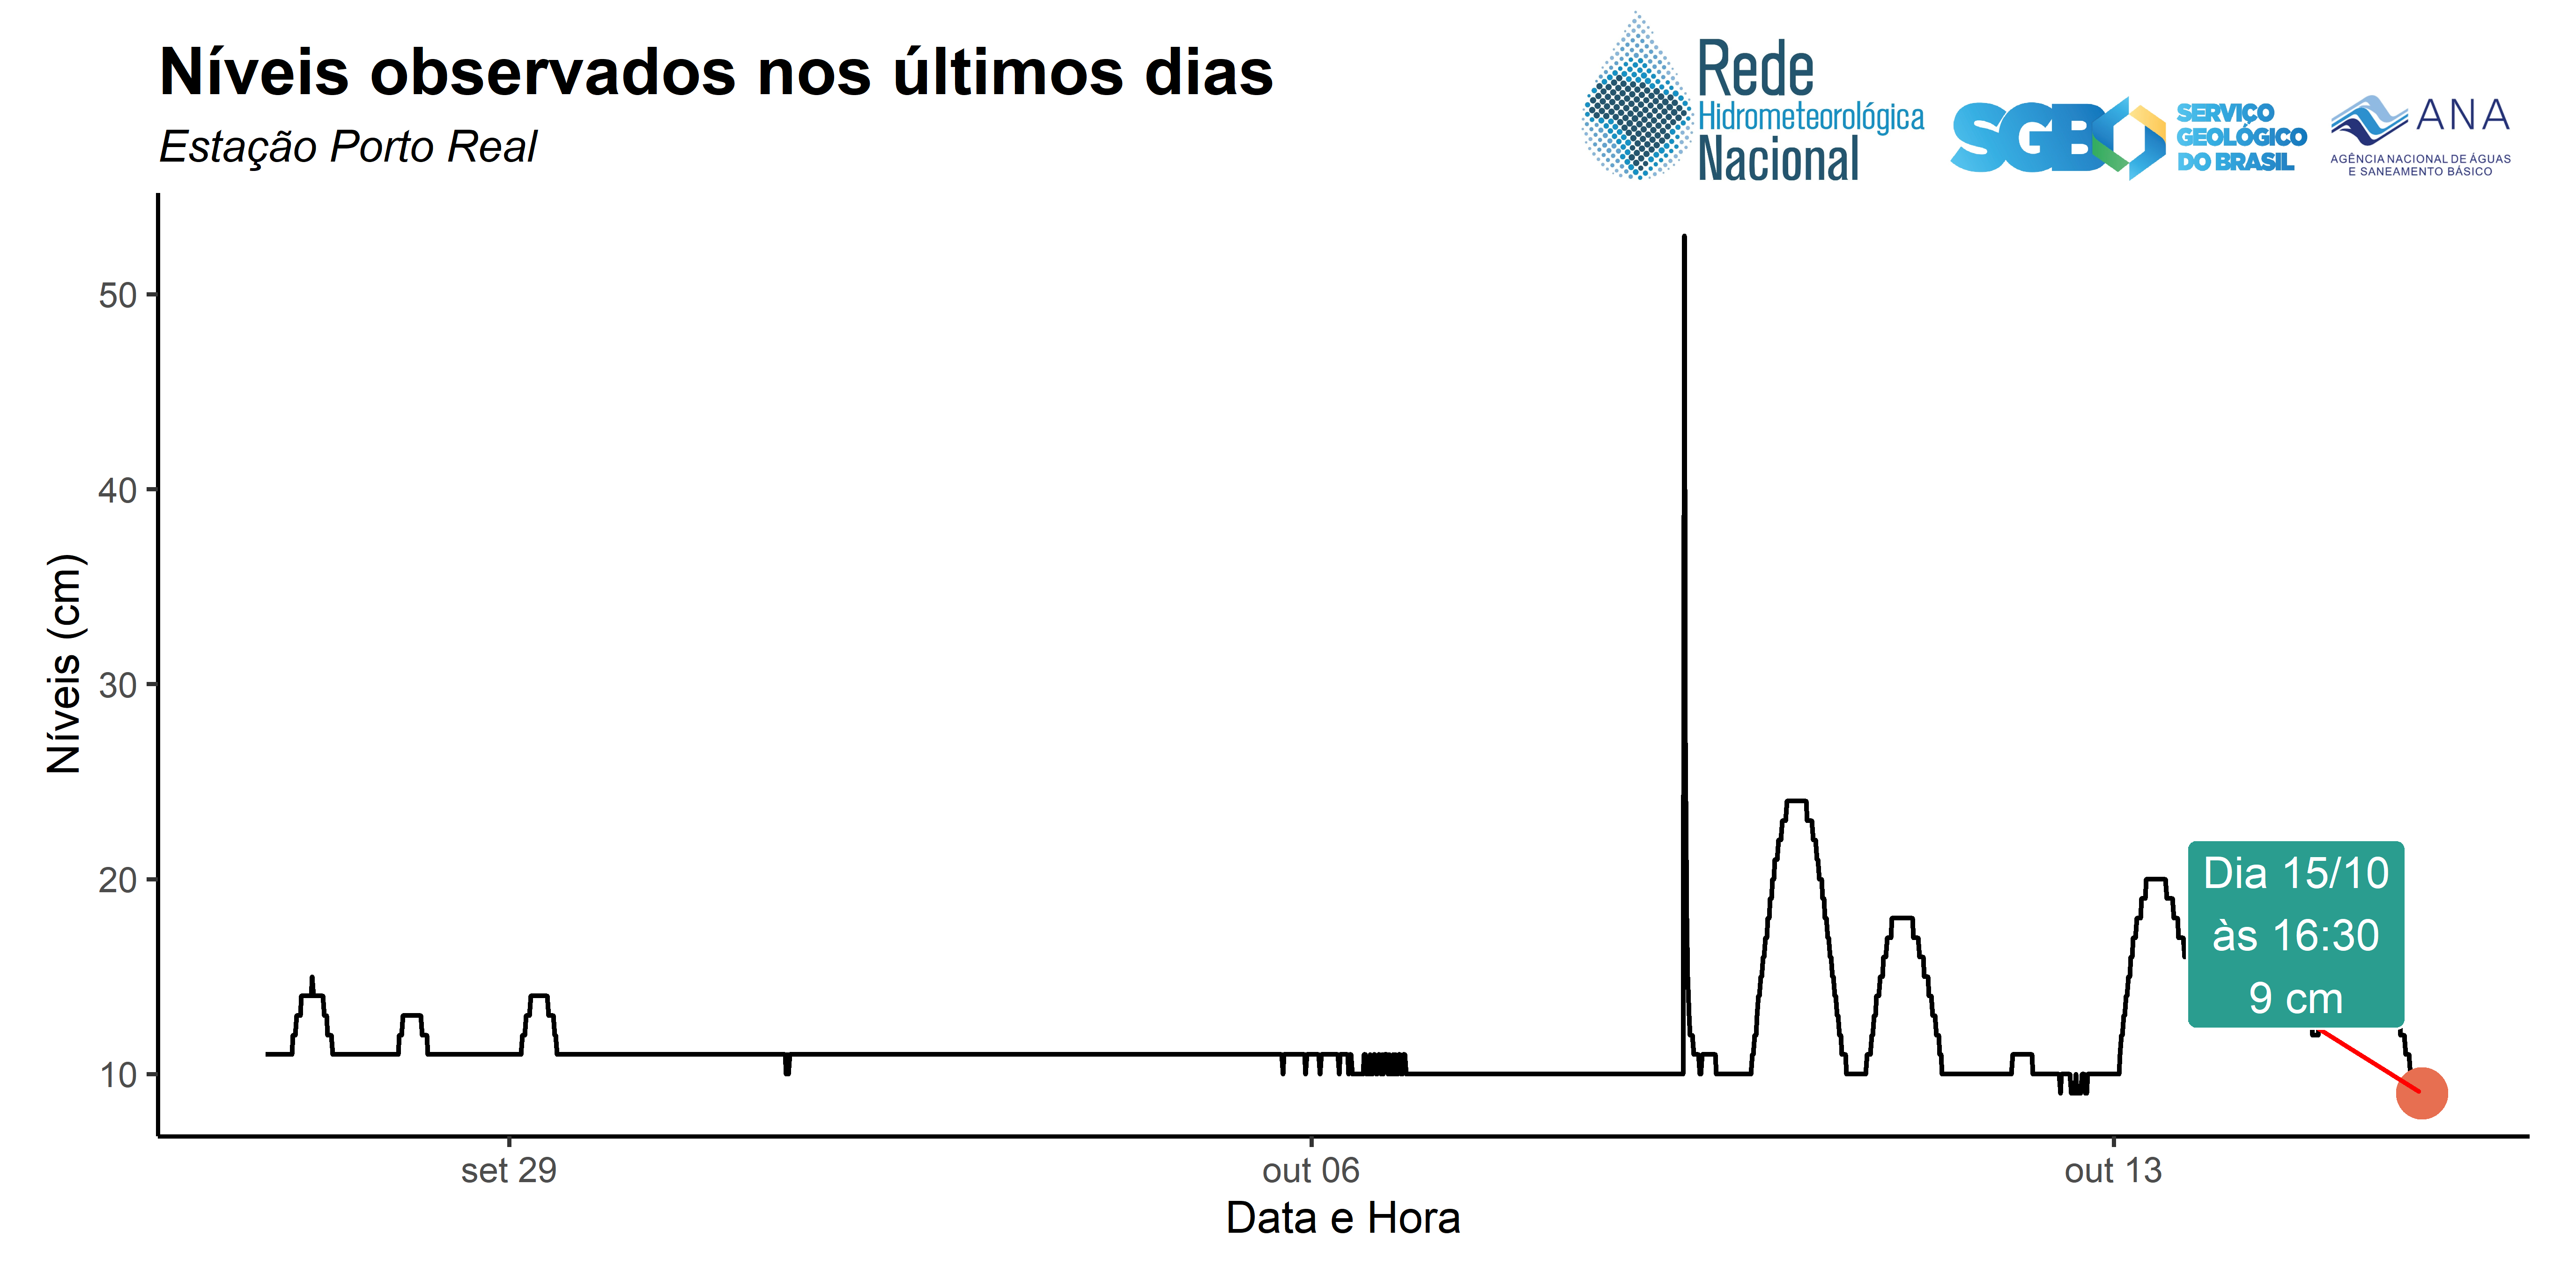 Níveis observados nos últimos dias
Estação Porto Real
Rede
Hidrometeorológica
Nacional
SGB
SERVIÇO
GEOLÓGICO
DO BRASIL
ANA
AGÊNCIA NACIONAL DE ÁGUAS
E SANEAMENTO BÁSICO
Níveis (cm)
50
40
30
20
10
Dia 15/10
às 16:30
9 cm
set 29
out 06
out 13
Data e Hora